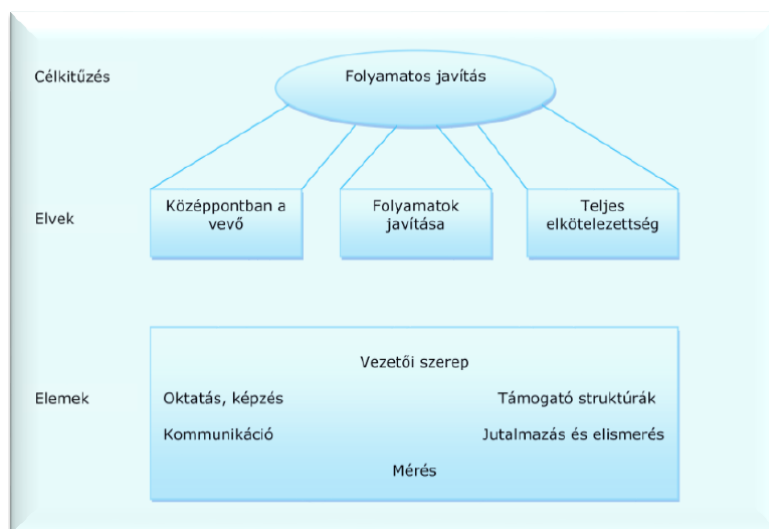 Célkitűzés
Folyamatos javítás
Elvek
Középpontban a
vevő
Folyamatok
javítása
Teljes
elkötelezettség
Elemek
Vezetői szerep
Oktatás, képzés
Támogató struktúrák
Kommunikáció
Jutalmazás és elismerés
Mérés